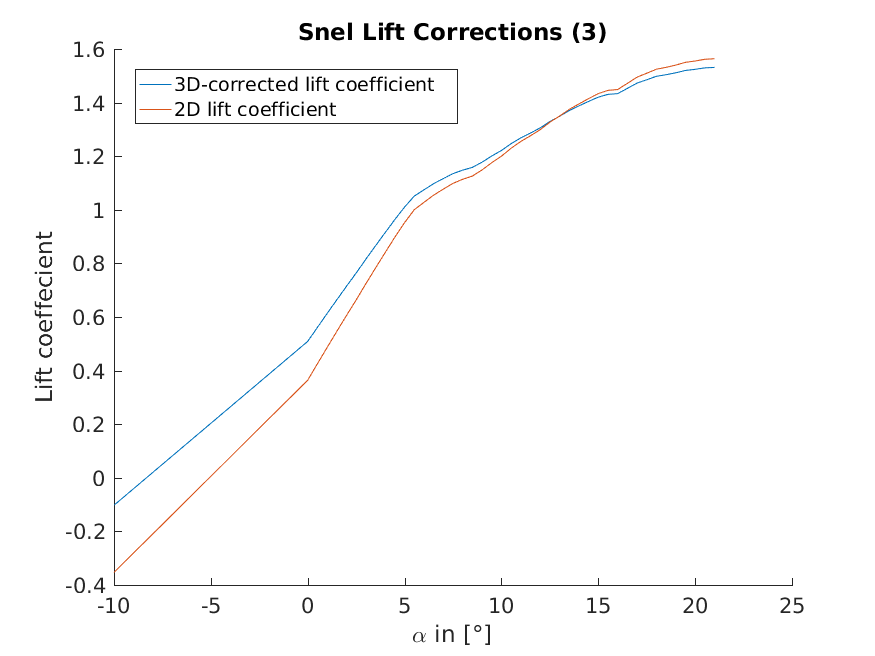 Snel Lift Corrections (3)
3D-corrected lift coefficient
2D lift coefficient
Lift coeffecient
1.6
1.4
1.2
1
0.8
0.6
0.4
0.2
0
-0.2
-0.4
-10 -5 0 5 10 15 20 25
α in [°]